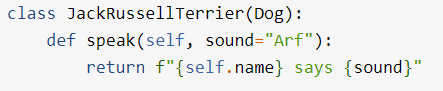 class JackRussellTerrier(Dog):
    def speak(self, sound="Arf"):
        return f"{self.name} says {sound}"